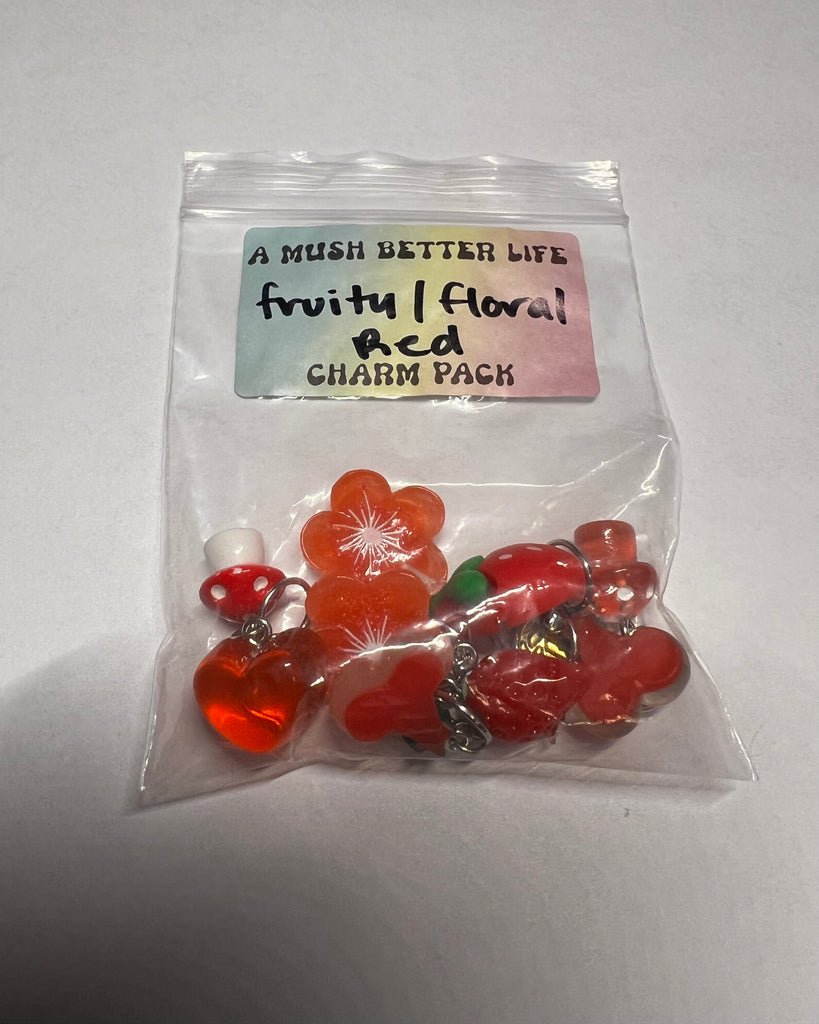 A MUSH BETTER LIFE
fruity / floral
Red
CHARM PACK